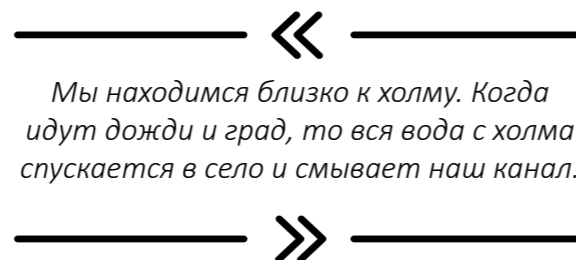 Мы находимся близко к холму. Когда
идут дожди и град, то вся вода с холма
спускается в село и смывает наш канал.